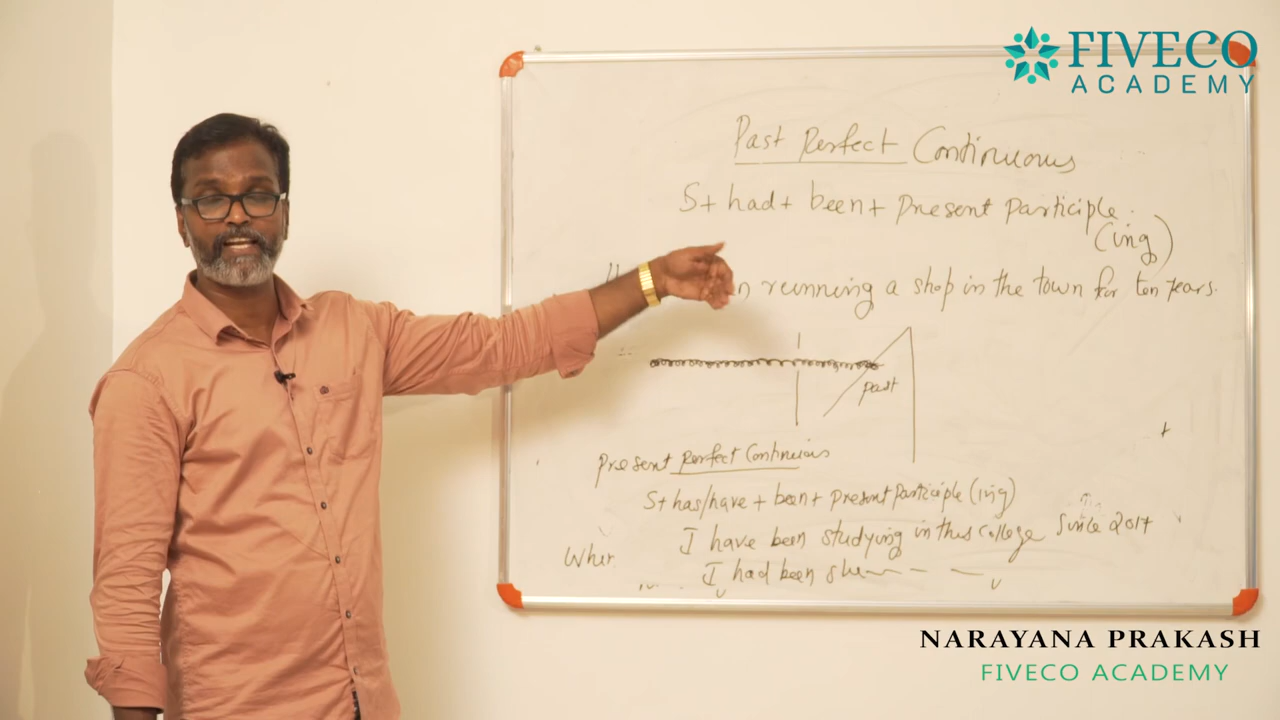 FIVECO
ACADEMY
Past Perfect Continuous
S+ had + been + Present Participle.
(ing)
n running a shop in the town for ten years.
past
Present Perfect Continuous
S+ has/have + been + Present Participle (ing)
I have been studying in this college since 2017
When
I had been
NARAYANA PRAKASH
FIVECO ACADEMY